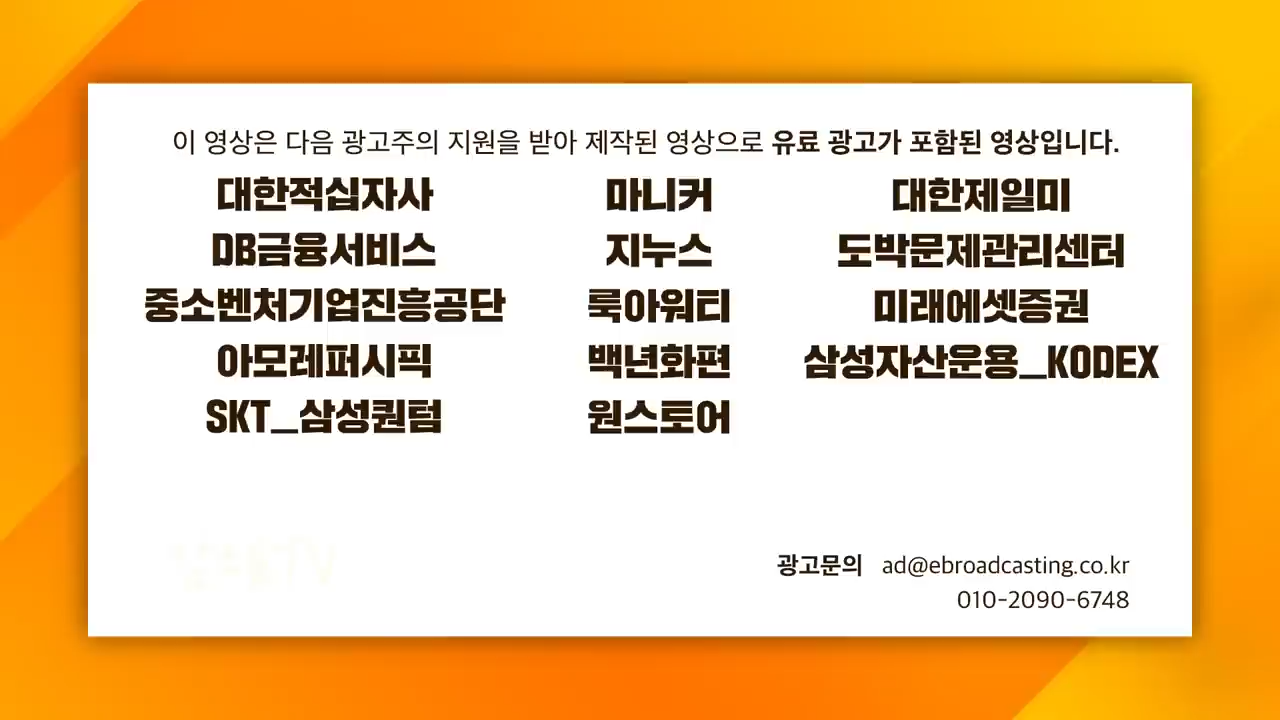 이 영상은 다음 광고주의 지원을 받아 제작된 영상으로 유료 광고가 포함된 영상입니다.
대한적십자사 마니커 대한제일미
DB금융서비스 지누스 도박문제관리센터
중소벤처기업진흥공단 룩아워티 미래에셋증권
아모레퍼시픽 백년화편 삼성자산운용_KODEX
SKT_삼성퀀텀 원스토어
광고문의 ad@ebroadcasting.co.kr
010-2090-6748